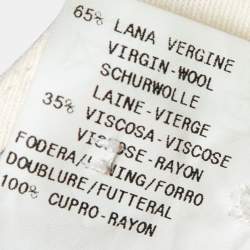 65% LANA VERGINE
VIRGIN-WOOL
SCHURWOLLE
LAINE-VIERGE
35% VISCOSA-VISCOSE
VISCOSE-RAYON
FODERA/LINING/FORRO
DOUBLURE/FUTTERAL
100% CUPRO-RAYON